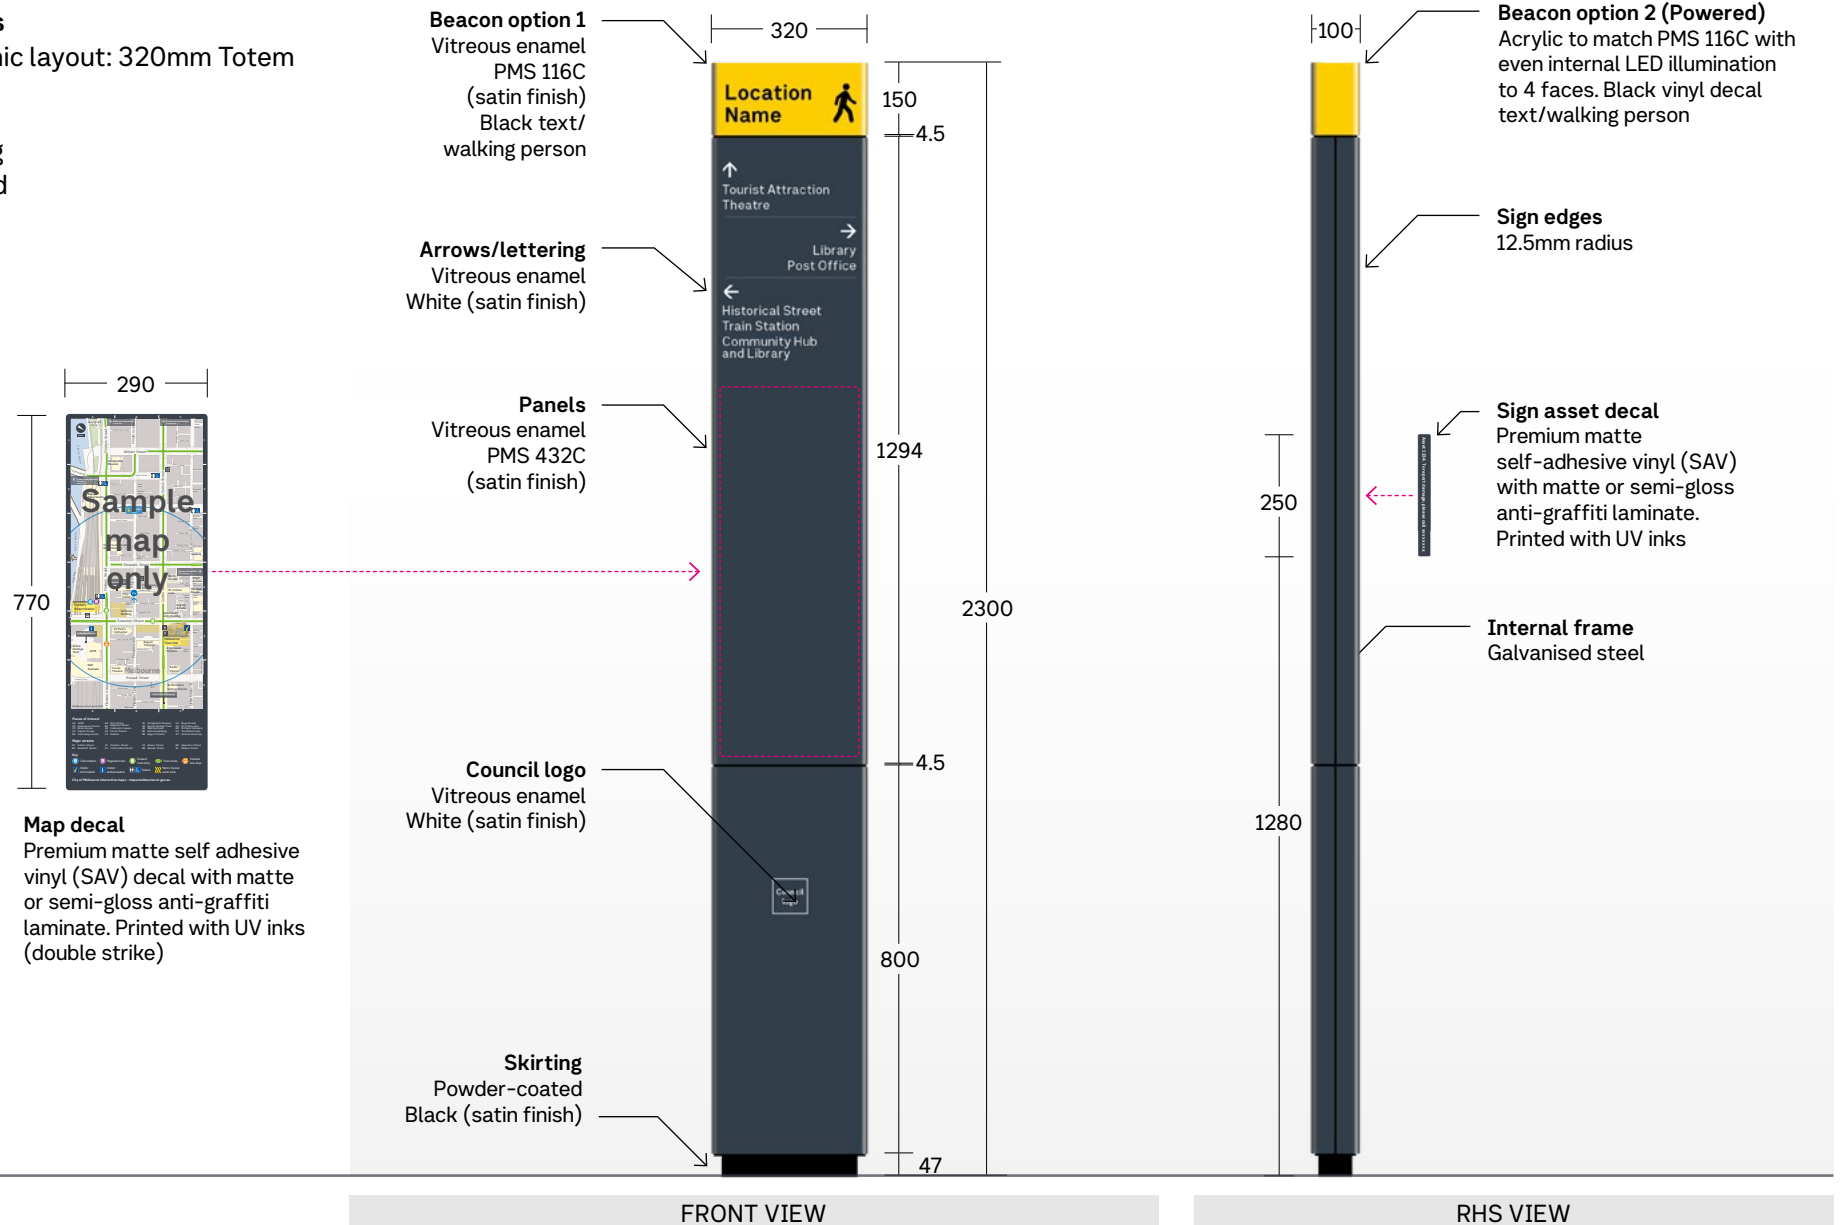 s
ic layout: 320mm Totem
g
d
Beacon option 1
Vitreous enamel
PMS 116C
(satin finish)
Black text/
walking person
320
Location
Name
150
4.5
Tourist Attraction
Theatre
Library
Post Office
Historical Street
Train Station
Community Hub
and Library
Arrows/lettering
Vitreous enamel
White (satin finish)
Panels
Vitreous enamel
PMS 432C
(satin finish)
1294
2300
4.5
Council logo
Vitreous enamel
White (satin finish)
800
Skirting
Powder-coated
Black (satin finish)
47
FRONT VIEW
290
770
Sample
map
only
Map decal
Premium matte self adhesive
vinyl (SAV) decal with matte
or semi-gloss anti-graffiti
laminate. Printed with UV inks
(double strike)
100
Beacon option 2 (Powered)
Acrylic to match PMS 116C with
even internal LED illumination
to 4 faces. Black vinyl decal
text/walking person
Sign edges
12.5mm radius
Sign asset decal
Premium matte
self-adhesive vinyl (SAV)
with matte or semi-gloss
anti-graffiti laminate.
Printed with UV inks
250
Internal frame
Galvanised steel
1280
RHS VIEW